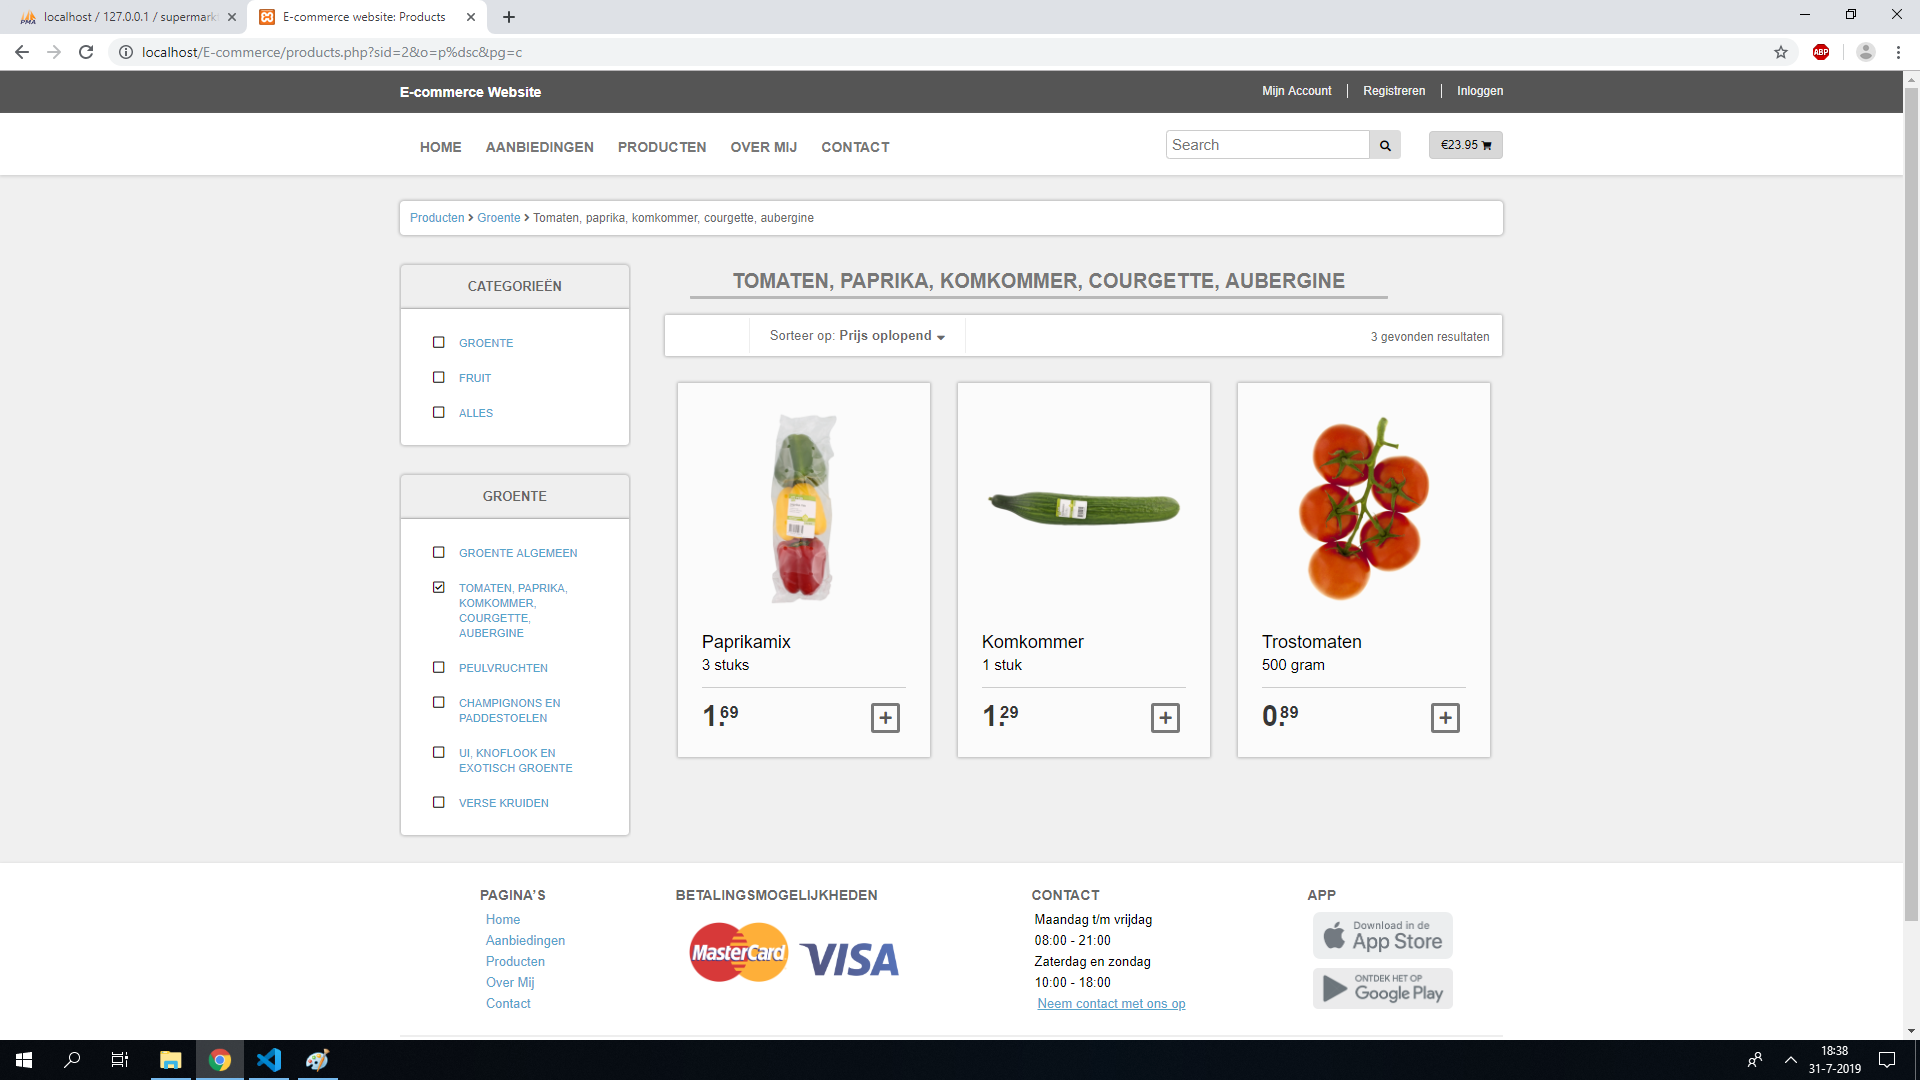 localhost / 127.0.0.1 / supermark
E-commerce website: Products
localhost/E-commerce/products.php?sid=2&o=p%dsc&pg=c
ABP
E-commerce Website
Mijn Account
Registreren
Inloggen
HOME
AANBIEDINGEN
PRODUCTEN
OVER MIJ
CONTACT
Search
€23.95
Producten > Groente > Tomaten, paprika, komkommer, courgette, aubergine
CATEGORIEËN
GROENTE
FRUIT
ALLES
GROENTE
GROENTE ALGEMEEN
TOMATEN, PAPRIKA,
KOMKOMMER,
COURGETTE,
AUBERGINE
PEULVRUCHTEN
CHAMPIGNONS EN
PADDESTOELEN
UI, KNOFLOOK EN
EXOTISCH GROENTE
VERSE KRUIDEN
TOMATEN, PAPRIKA, KOMKOMMER, COURGETTE, AUBERGINE
Sorteer op: Prijs oplopend
3 gevonden resultaten
Paprikamix
3 stuks
1.69
Komkommer
1 stuk
1.29
Trostomaten
500 gram
0.89
PAGINA'S
Home
Aanbiedingen
Producten
Over Mij
Contact
BETALINGSMOGELIJKHEDEN
MasterCard
VISA
CONTACT
Maandag t/m vrijdag
08:00 - 21:00
Zaterdag en zondag
10:00 - 18:00
Neem contact met ons op
APP
Download in de
App Store
ONTDEK HET OP
Google Play
18:38
31-7-2019